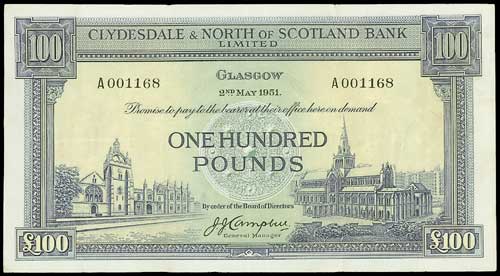 100 CLYDESDALE & NORTH OF SCOTLAND BANK 100
LIMITED
GLASGOW
A001168 2ND MAY 1951. A001168
Promise to pay to the bearer at their office here on demand
ONE HUNDRED
POUNDS
By order of the Board of Directors
J.J. Campbell
General Manager
£100 £100